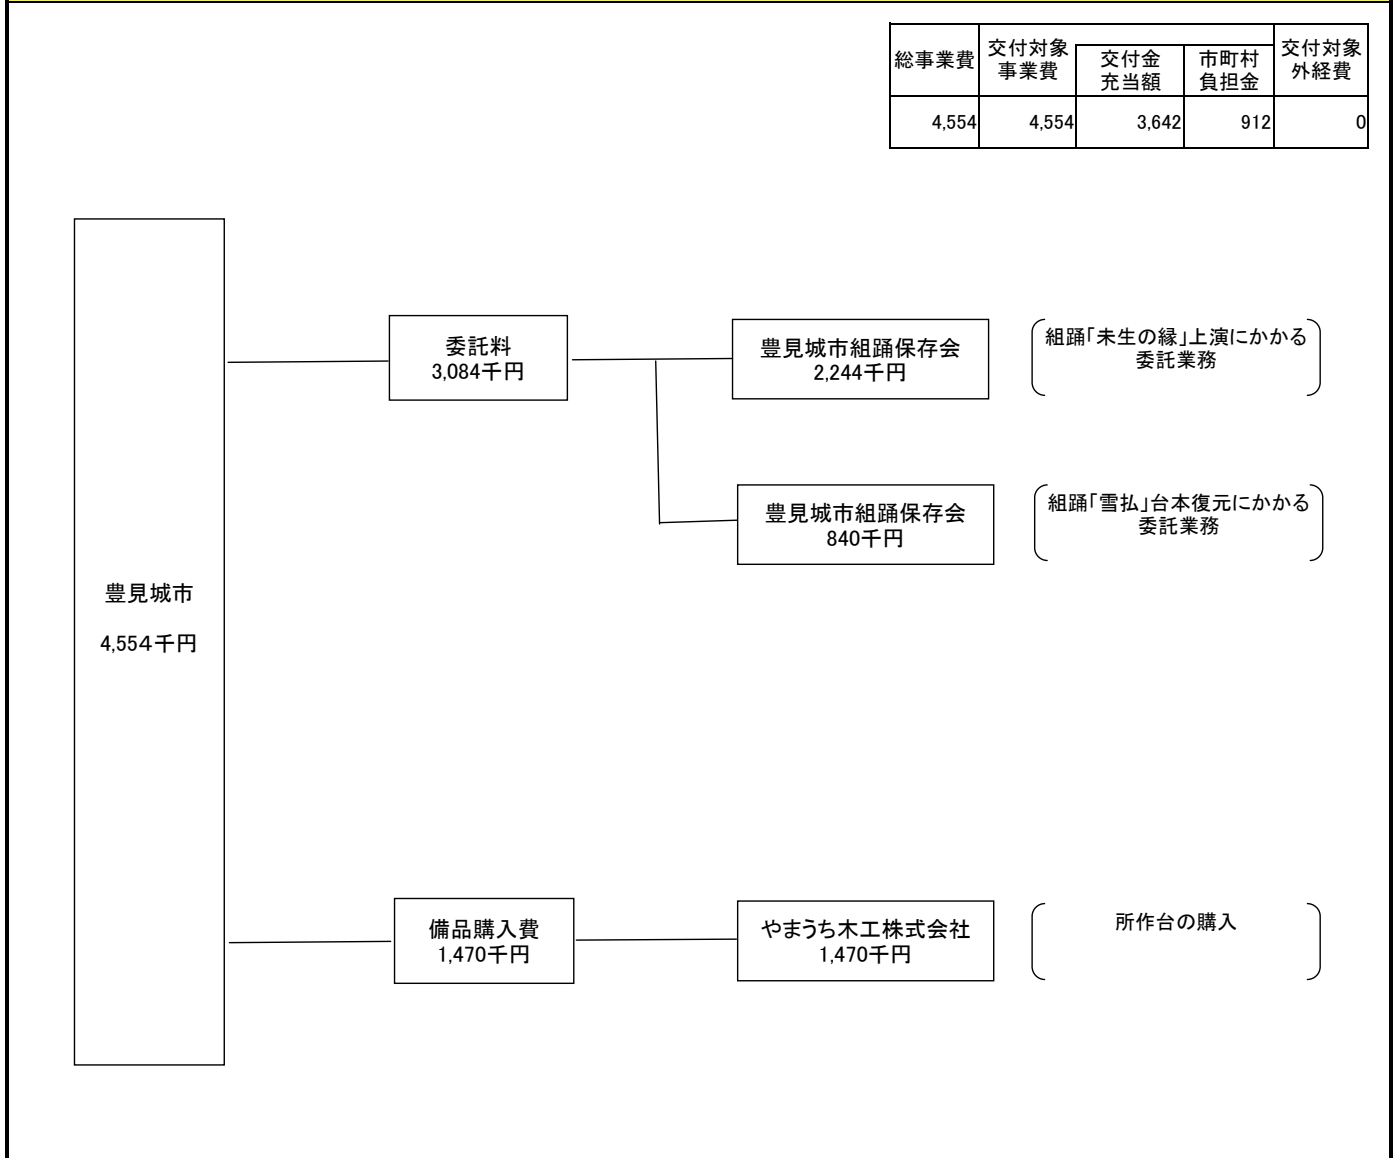 総事業費
交付対象
事業費
交付金
充当額
市町村
負担金
交付対象
外経費
4,554 4,554 3,642 912 0
委託料
3,084千円
豊見城市組踊保存会
2,244千円
組踊「未生の縁」上演にかかる
委託業務
豊見城市組踊保存会
840千円
組踊「雪払」台本復元にかかる
委託業務
豊見城市
4,554千円
備品購入費
1,470千円
やまうち木工株式会社
1,470千円
所作台の購入